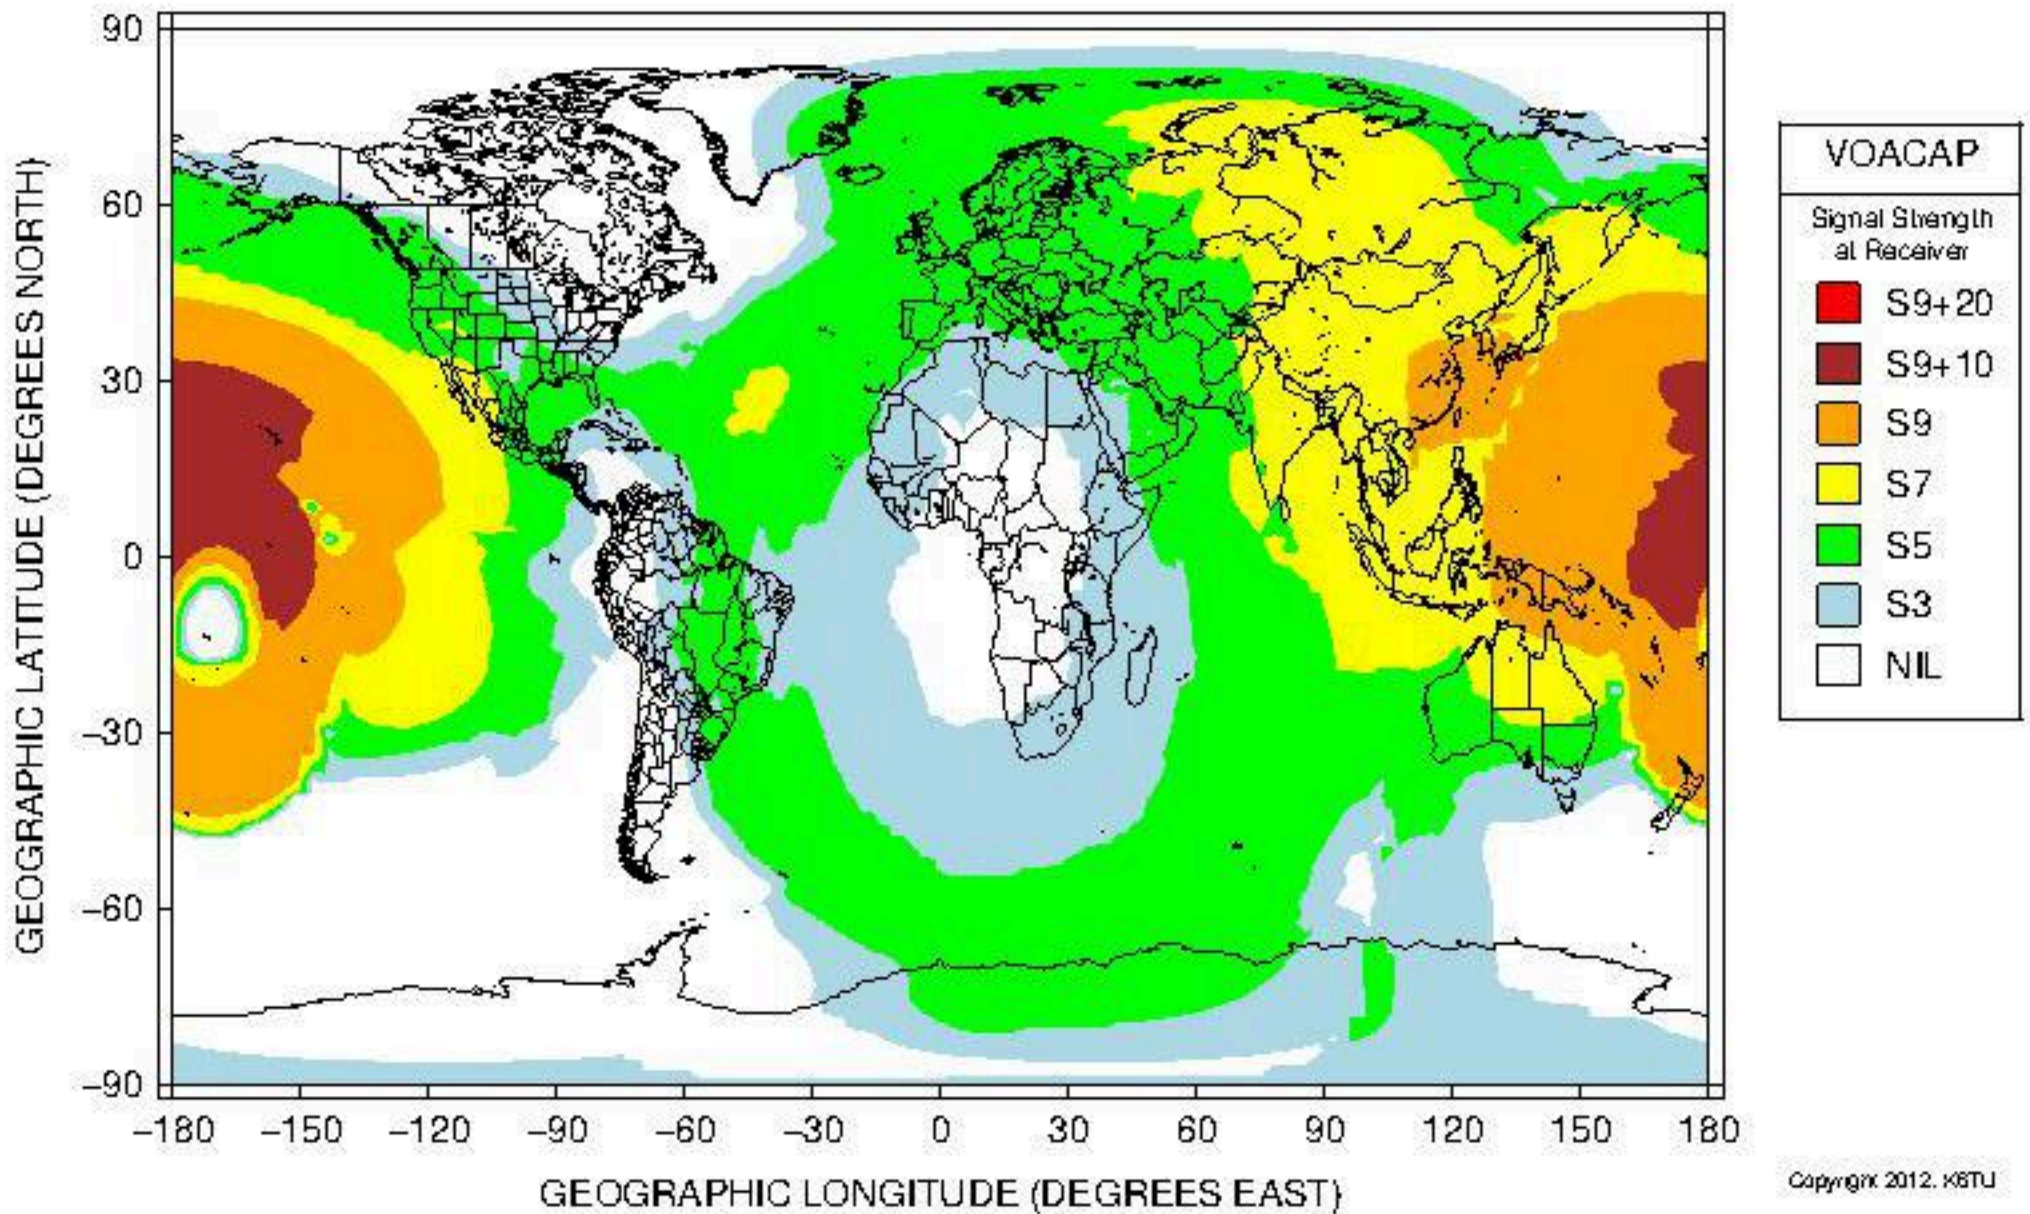 90
60
30
0
−30
−60
−90
GEOGRAPHIC LATITUDE (DEGREES NORTH)
−180 −150 −120 −90 −60 −30 0 30 60 90 120 150 180
GEOGRAPHIC LONGITUDE (DEGREES EAST)
VOACAP
Signal Strength
at Receiver
S9+20
S9+10
S9
S7
S5
S3
NIL
Copyright 2012, K6TU